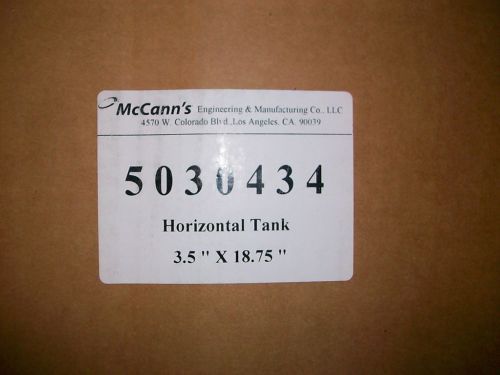 McCann's Engineering & Manufacturing Co., LLC
4570 W. Colorado Blvd.,Los Angeles, CA. 90039
5030434
Horizontal Tank
3.5 " X 18.75 "